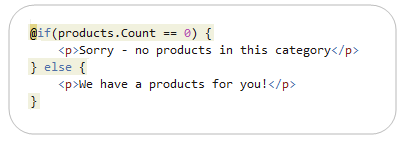 @if(products.Count == 0) {
<p>Sorry - no products in this category</p>
} else {
<p>We have a products for you!</p>
}